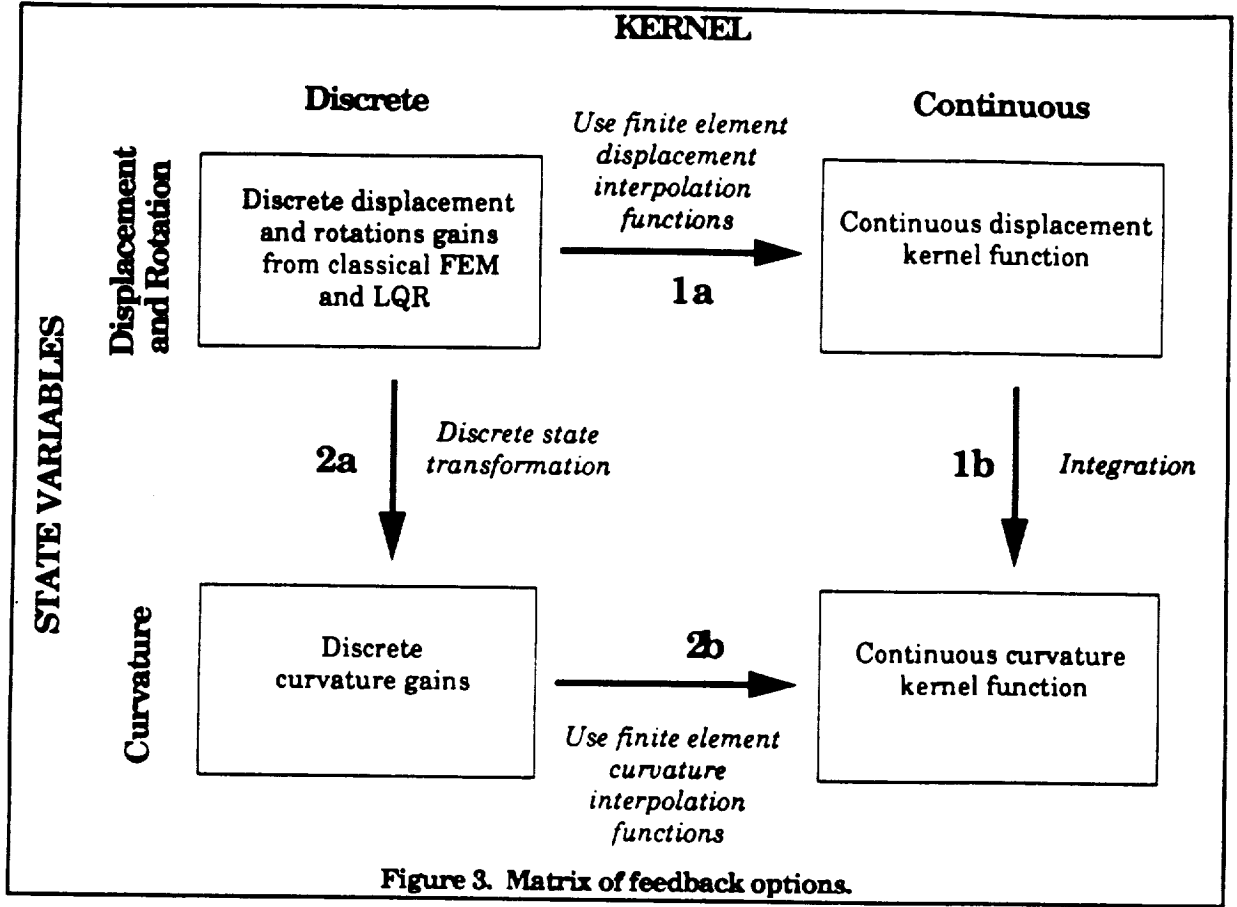 KERNEL
Discrete
Continuous
Use finite element
displacement
interpolation
functions
Displacement
and Rotation
Discrete displacement
and rotations gains
from classical FEM
and LQR
1a
Continuous displacement
kernel function
STATE VARIABLES
2a
Discrete state
transformation
1b
Integration
Curvature
Discrete
curvature gains
2b
Continuous curvature
kernel function
Use finite element
curvature
interpolation
functions
Figure 3. Matrix of feedback options.